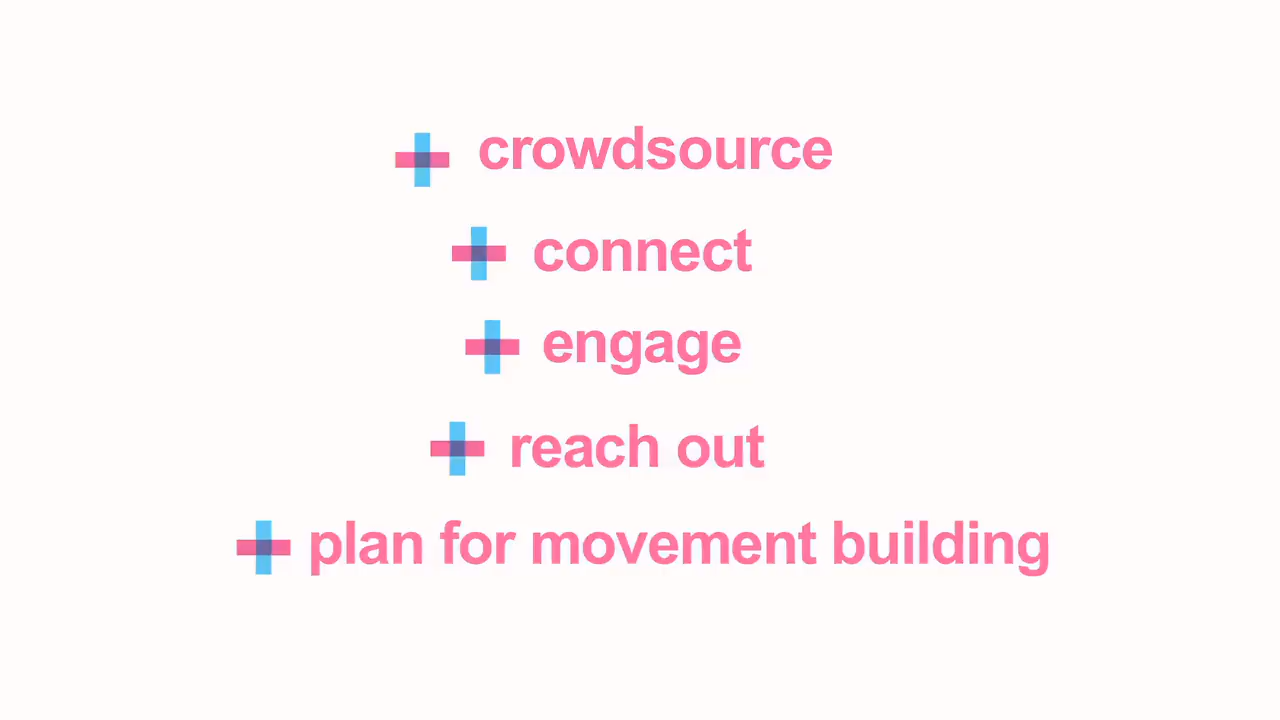 + crowdsource
+ connect
+ engage
+ reach out
+ plan for movement building